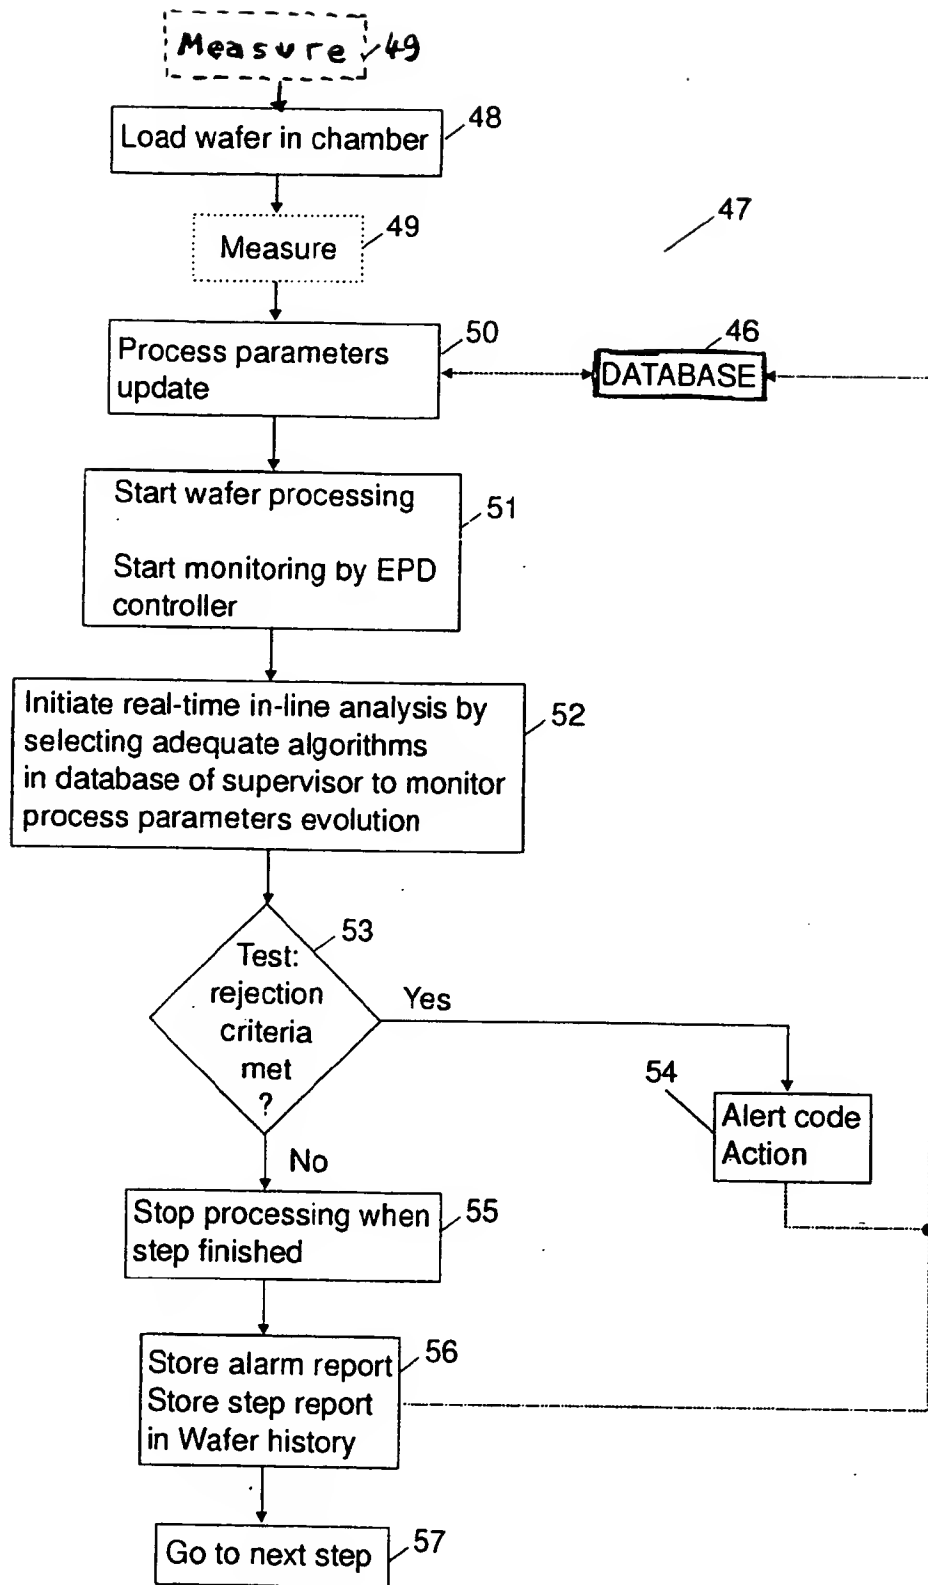 Measure 49
Load wafer in chamber
48
Measure
49
47
Process parameters
update
50
46
DATABASE
Start wafer processing
Start monitoring by EPD
controller
51
Initiate real-time in-line analysis by
selecting adequate algorithms
in database of supervisor to monitor
process parameters evolution
52
Test:
rejection
criteria
met
?
53
Yes
54
Alert code
Action
No
Stop processing when
step finished
55
Store alarm report
Store step report
in Wafer history
56
Go to next step
57